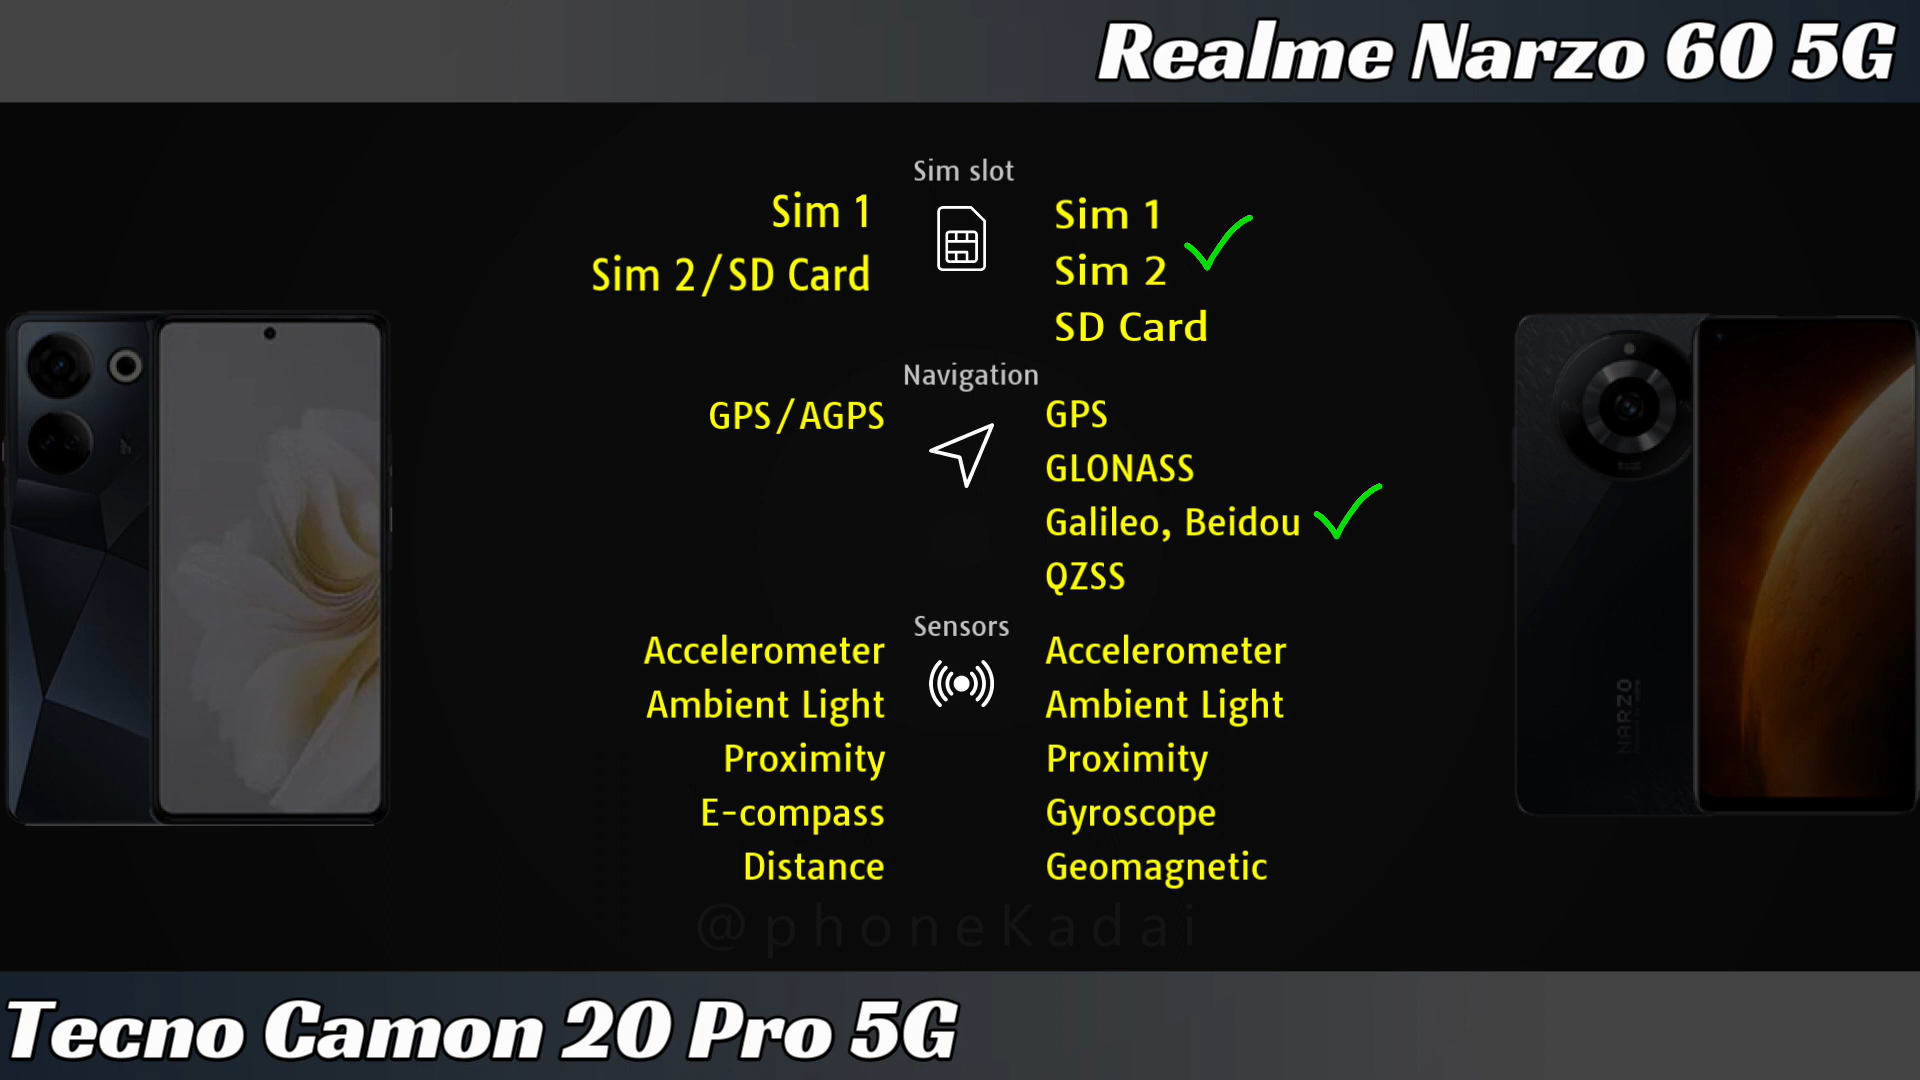 Realme Narzo 60 5G
Sim slot
Sim 1
Sim 2/SD Card
Sim 1
Sim 2
SD Card
Navigation
GPS/AGPS
GPS
GLONASS
Galileo, Beidou
QZSS
Sensors
Accelerometer
Ambient Light
Proximity
E-compass
Distance
Accelerometer
Ambient Light
Proximity
Gyroscope
Geomagnetic
NARZO
@phoneKadai
Tecno Camon 20 Pro 5G